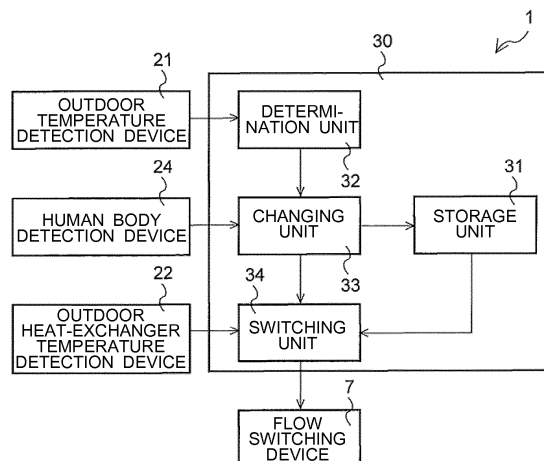 1
30
21
OUTDOOR
TEMPERATURE
DETECTION DEVICE
DETERMI-
NATION UNIT
32
24
HUMAN BODY
DETECTION DEVICE
CHANGING
UNIT
33
31
STORAGE
UNIT
22
OUTDOOR
HEAT-EXCHANGER
TEMPERATURE
DETECTION DEVICE
34
SWITCHING
UNIT
7
FLOW
SWITCHING
DEVICE